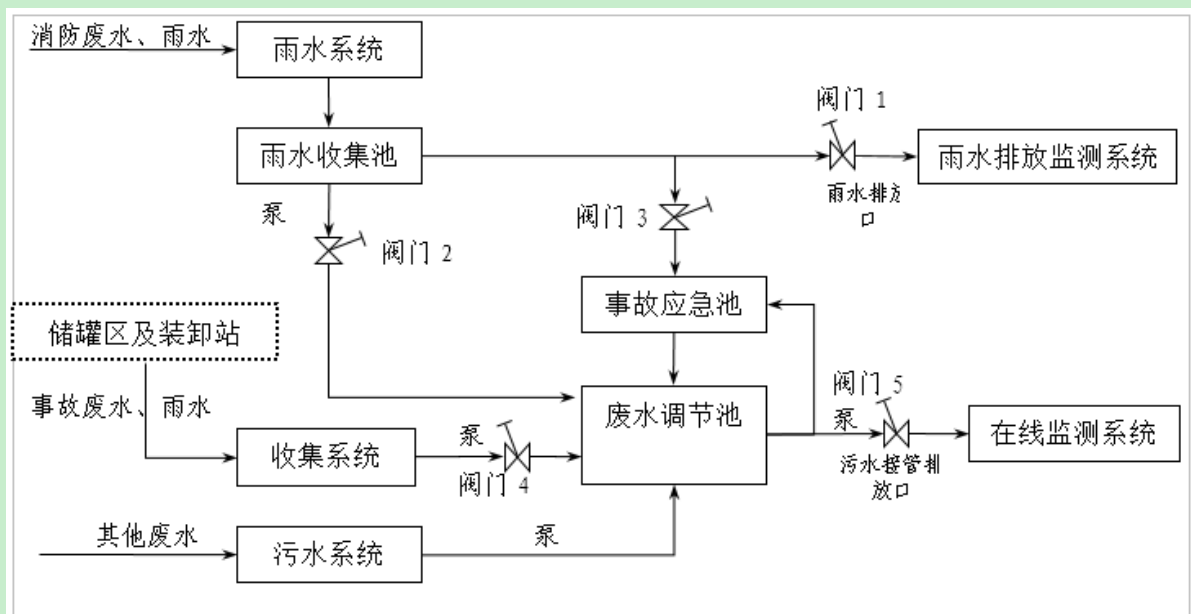 消防废水、雨水
雨水系统
阀门 1
雨水收集池
雨水排放监测系统
雨水排方
口
泵
阀门 2
阀门 3
事故应急池
储罐区及装卸站
事故废水、雨水
废水调节池
阀门 5
泵
在线监测系统
污水接管排
放口
收集系统
泵
阀门 4
其他废水
污水系统
泵